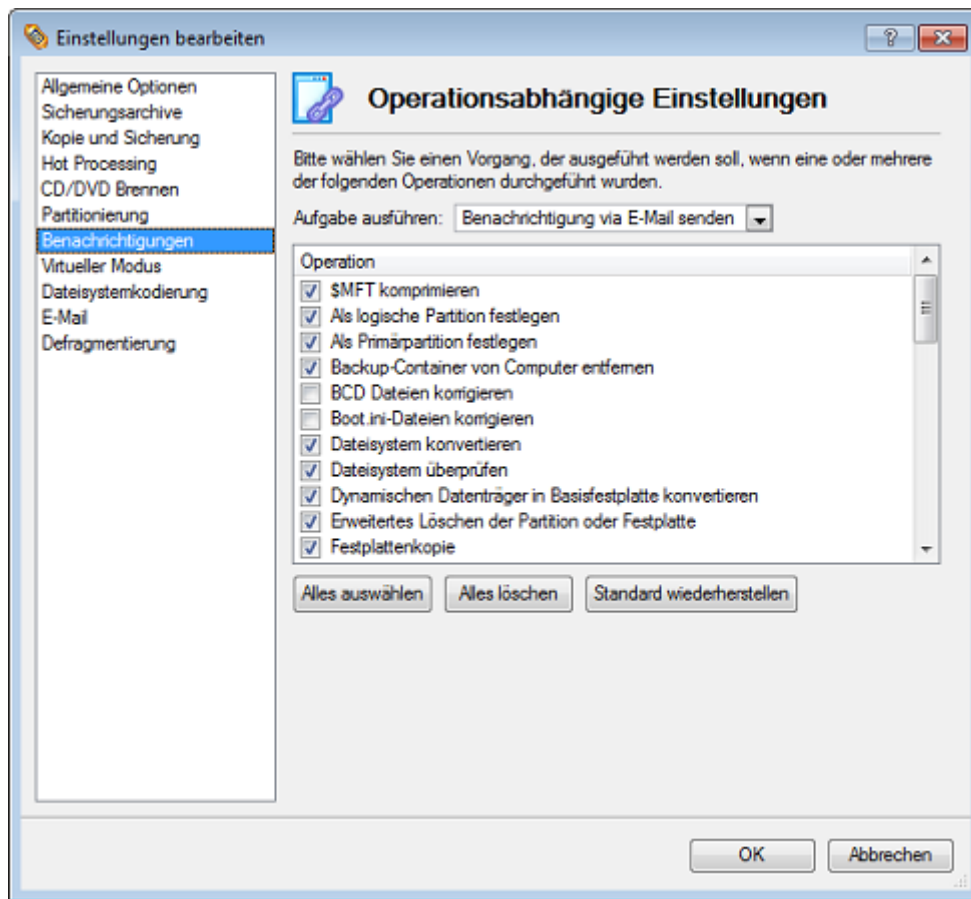 Einstellungen bearbeiten
Allgemeine Optionen
Sicherungsarchive
Kopie und Sicherung
Hot Processing
CD/DVD Brennen
Partitionierung
Benachrichtigungen
Virtueller Modus
Dateisystemkodierung
E-Mail
Defragmentierung
Operationsabhängige Einstellungen
Bitte wählen Sie einen Vorgang, der ausgeführt werden soll, wenn eine oder mehrere
der folgenden Operationen durchgeführt wurden.
Aufgabe ausführen: Benachrichtigung via E-Mail senden
Operation
$MFT komprimieren
Als logische Partition festlegen
Als Primärpartition festlegen
Backup-Container von Computer entfernen
BCD Dateien korrigieren
Boot.ini-Dateien korrigieren
Dateisystem konvertieren
Dateisystem überprüfen
Dynamischen Datenträger in Basisfestplatte konvertieren
Erweitertes Löschen der Partition oder Festplatte
Festplattenkopie
Alles auswählen Alles löschen Standard wiederherstellen
OK Abbrechen